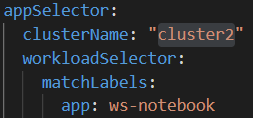 appSelector:
  clusterName: "cluster2"
  workloadSelector:
    matchLabels:
      app: ws-notebook